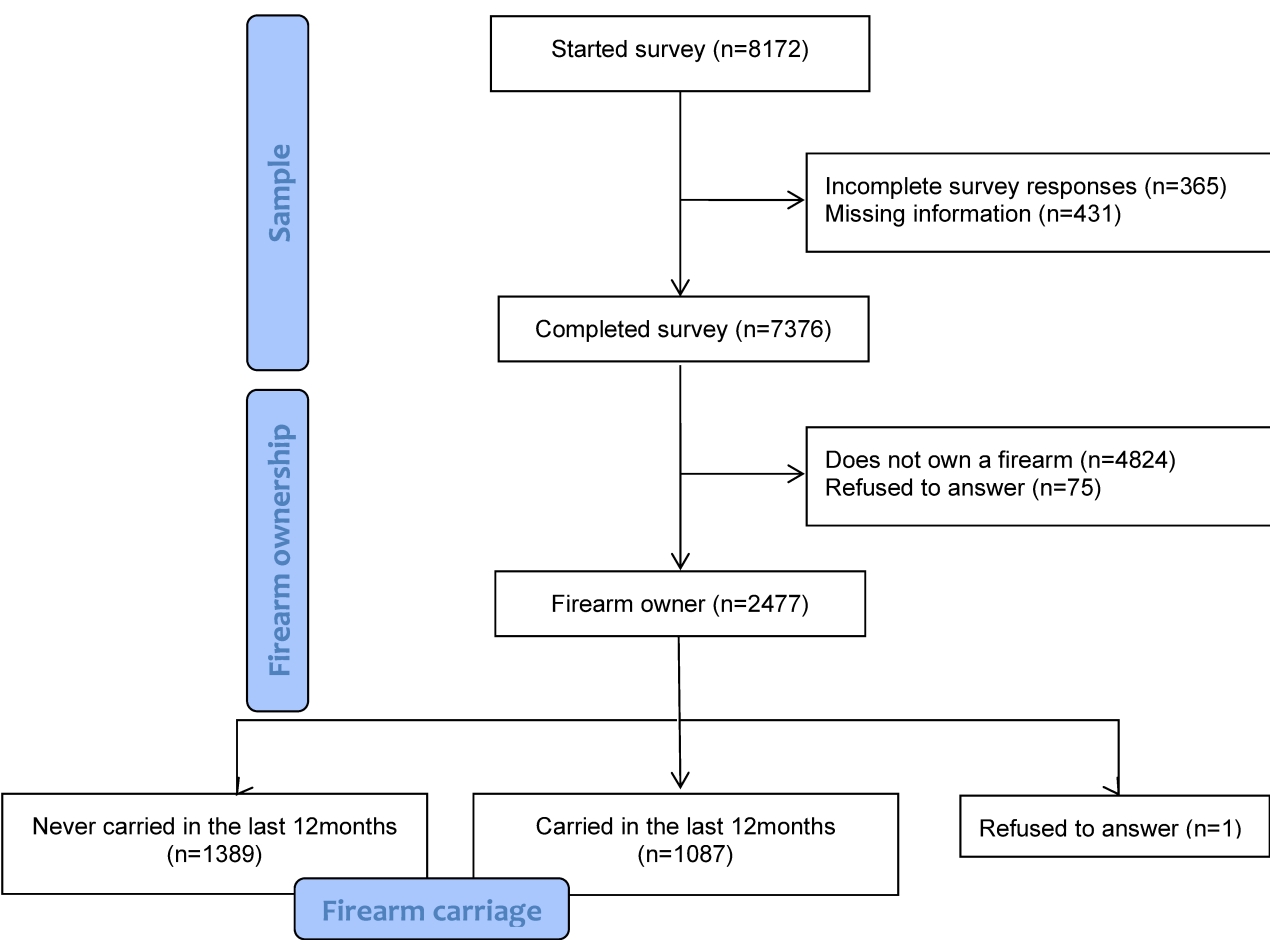 Started survey (n=8172)
Sample
Incomplete survey responses (n=365)
Missing information (n=431)
Completed survey (n=7376)
Firearm ownership
Does not own a firearm (n=4824)
Refused to answer (n=75)
Firearm owner (n=2477)
Never carried in the last 12months
(n=1389)
Carried in the last 12months
(n=1087)
Refused to answer (n=1)
Firearm carriage